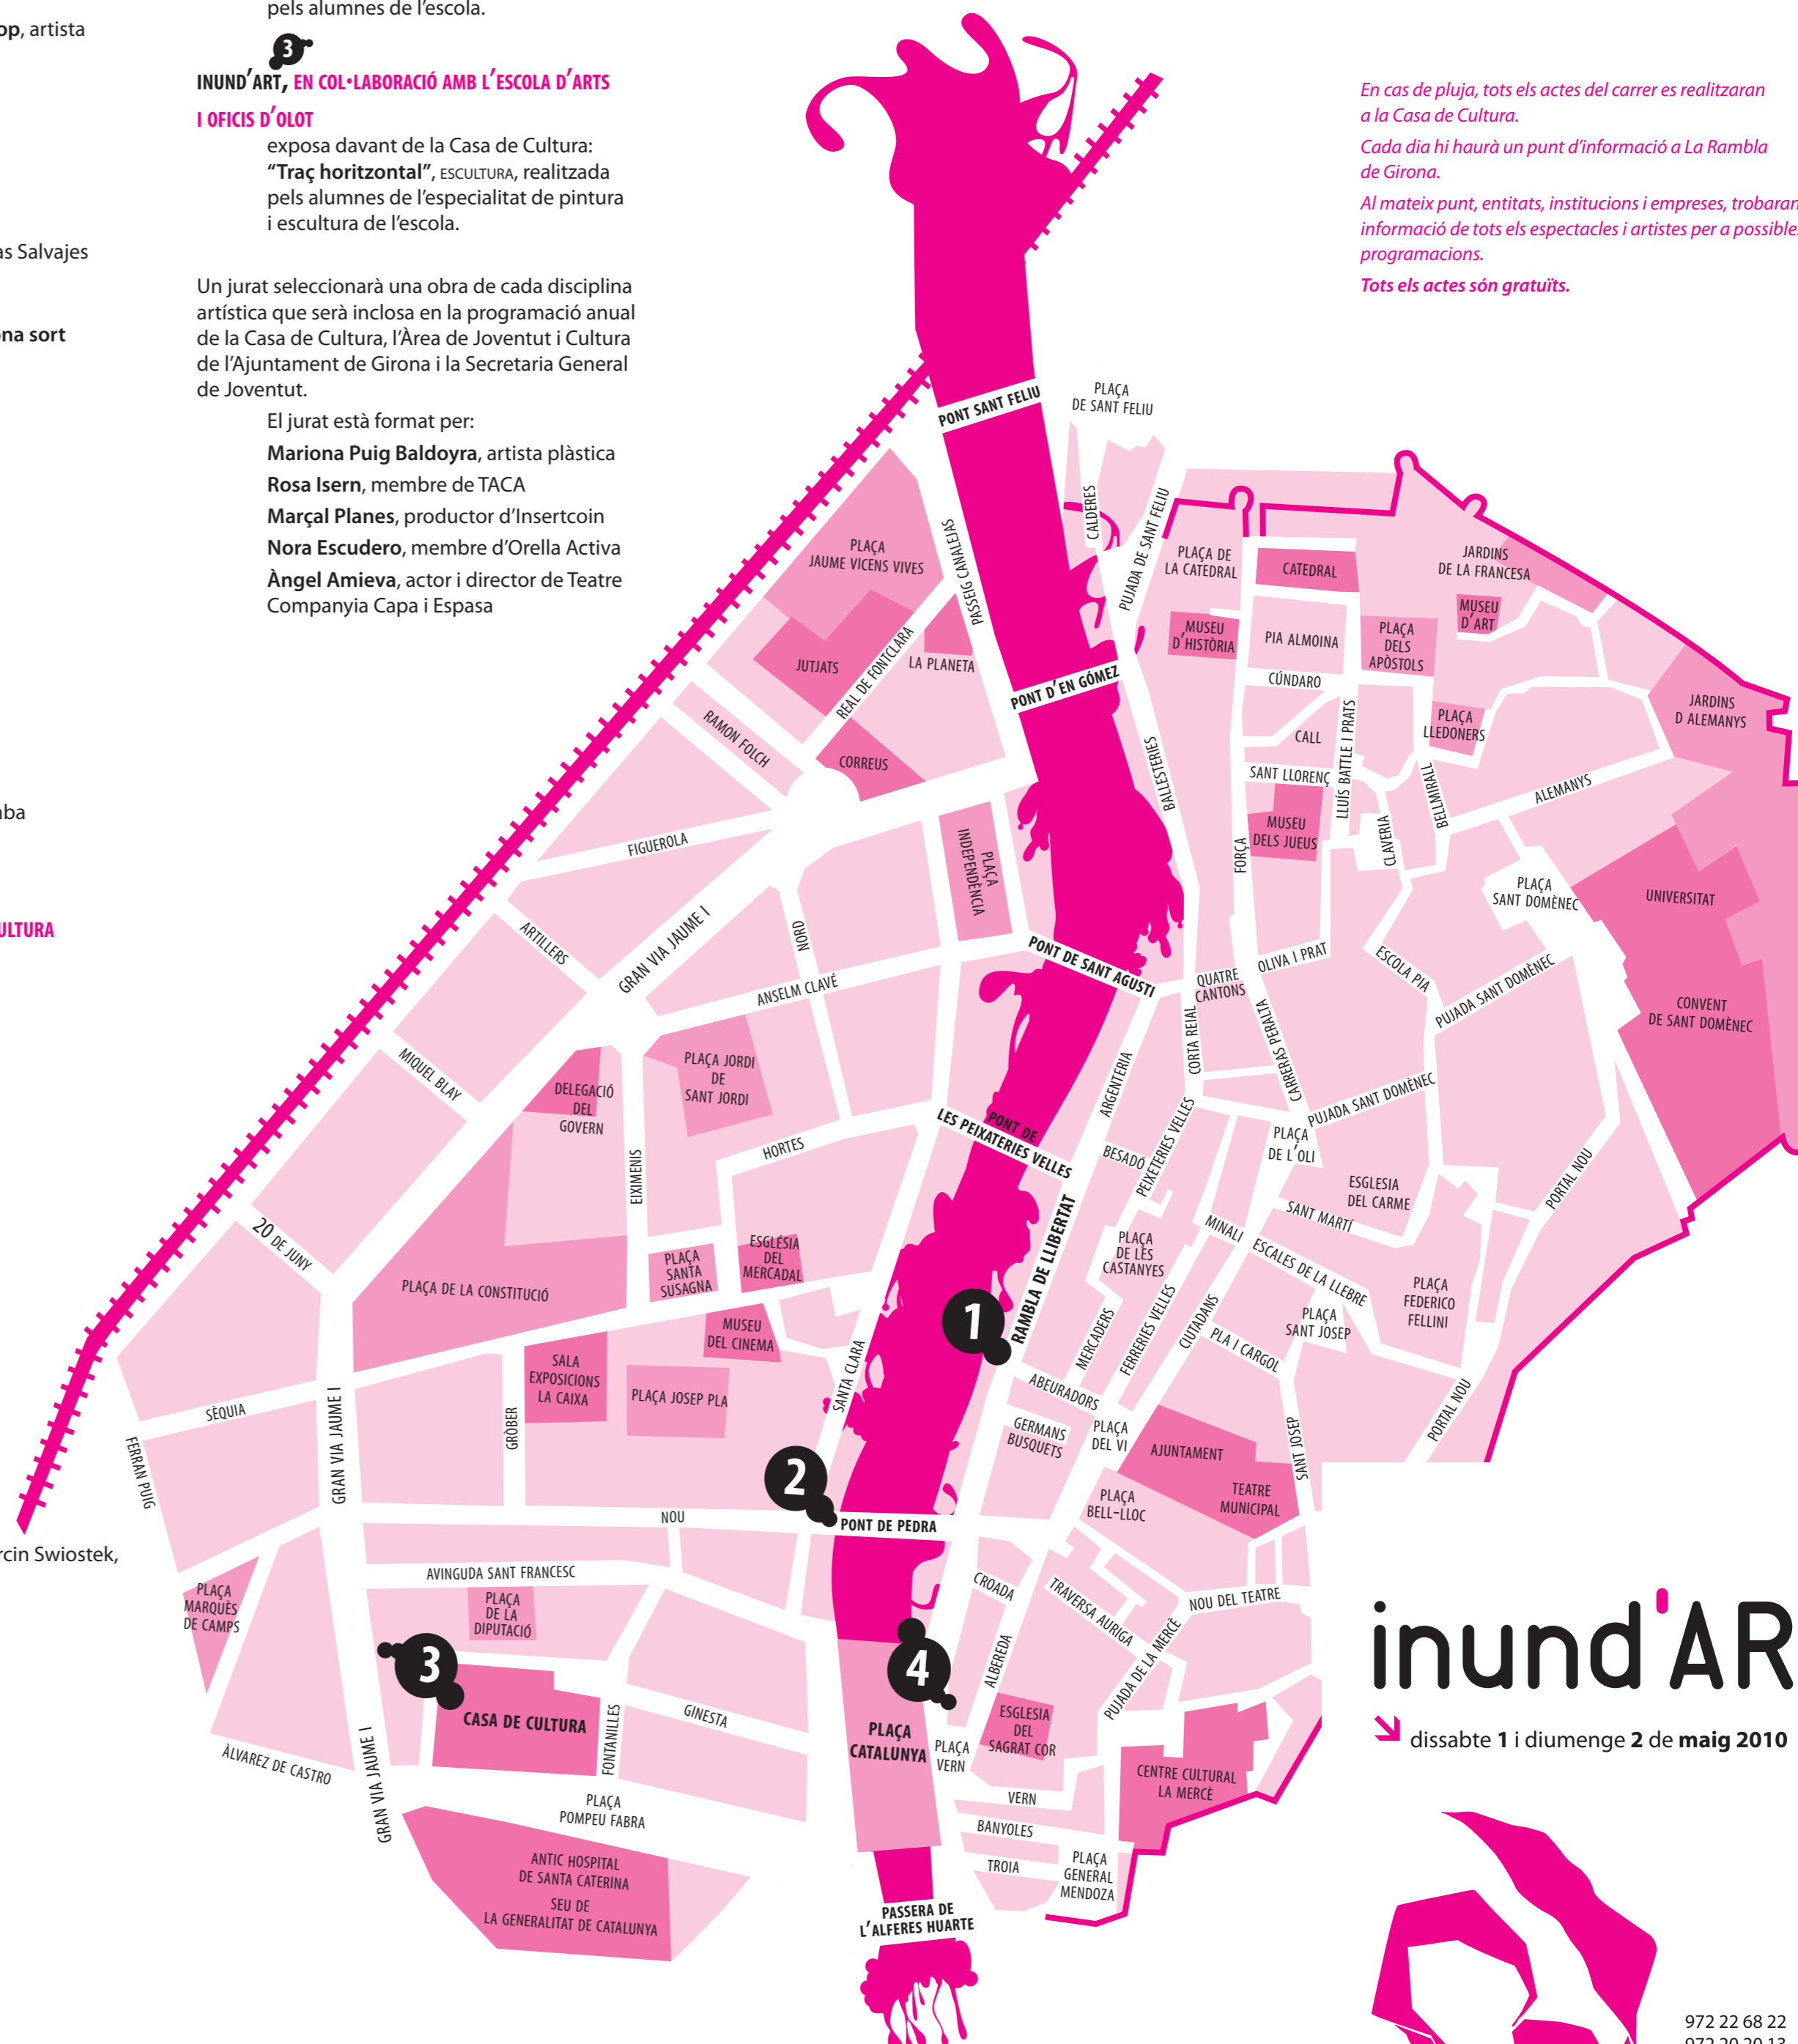 op, artista
as Salvajes
na sort
ba
ULTURA
rcin Swiostek,
pels alumnes de l'escola.
3
INUND'ART, EN COL•LABORACIÓ AMB L'ESCOLA D'ARTS
I OFICIS D'OLOT
exposa davant de la Casa de Cultura:
“Traç horitzontal”, ESCULTURA, realitzada
pels alumnes de l'especialitat de pintura
i escultura de l'escola.
Un jurat seleccionarà una obra de cada disciplina
artística que serà inclosa en la programació anual
de la Casa de Cultura, l'Àrea de Joventut i Cultura
de l'Ajuntament de Girona i la Secretaria General
de Joventut.
El jurat està format per:
Mariona Puig Baldoyra, artista plàstica
Rosa Isern, membre de TACA
Marçal Planes, productor d'Insertcoin
Nora Escudero, membre d'Orella Activa
Àngel Amieva, actor i director de Teatre
Companyia Capa i Espasa
En cas de pluja, tots els actes del carrer es realitzaran
a la Casa de Cultura.
Cada dia hi haurà un punt d'informació a La Rambla
de Girona.
Al mateix punt, entitats, institucions i empreses, trobaran
informació de tots els espectacles i artistes per a possibles
programacions.
Tots els actes són gratuïts.
PONT SANT FELIU
PLAÇA
DE SANT FELIU
CALDERES
PUJADA DE SANT FELIU
PASSEIG CANALEJAS
PLAÇA
JAUME VICENS VIVES
JUTJATS
REAL DE FONTCLARA
LA PLANETA
RAMON FOLCH
CORREUS
PONT D'EN GÓMEZ
PLAÇA DE
LA CATEDRAL
CATEDRAL
JARDINS
DE LA FRANCESA
MUSEU
D'ART
MUSEU
D'HISTÒRIA
PIA ALMOINA
PLAÇA
DELS
APÒSTOLS
CÚNDARO
CALL
LLUÍS BATTLE I PRATS
PLAÇA
LLEDONERS
JARDINS
D ALEMANYS
BALLESTERIES
SANT LLORENÇ
MUSEU
DELS JUEUS
FORÇA
CLAVERIA
BELMIRALL
ALEMANYS
PLAÇA
SANT DOMÈNEC
UNIVERSITAT
CONVENT
DE SANT DOMÈNEC
FIGUEROLA
PLAÇA
INDEPENDÈNCIA
ARTILLERS
GRAN VIA JAUME I
NORD
ANSELM CLAVÉ
PONT DE SANT AGUSTI
QUATRE
CANTONS
OLIVA I PRAT
ESCOLA PIA
PUJADA SANT DOMÈNEC
CORTA REIAL
CARRERAS PERALTA
ARGENTERIA
MIQUEL BLAY
DELEGACIÓ
DEL
GOVERN
PLAÇA JORDI
DE
SANT JORDI
EIXIMENIS
HORTES
PONT DE
LES PEIXATERIES VELLES
BESADÓ
PEIXETERIES VELLES
PUJADA SANT DOMÈNEC
PLAÇA
DE L'OLI
ESGLESIA
DEL CARME
SANT MARTÍ
PORTAL NOU
20 DE JUNY
PLAÇA DE LA CONSTITUCIÓ
PLAÇA
SANTA
SUSAGNA
ESGLÉSIA
DEL
MERCADAL
MUSEU
DEL CINEMA
RAMBLA DE LLIBERTAT
PLAÇA
DE LES
CASTANYES
MINALI
ESCALES DE LA LLEBRE
PLAÇA
FEDERICO
FELLINI
PLAÇA
SANT JOSEP
1
MERCADERS
FERRERIES VELLES
CIUTADANS
PLA I CARGOL
SALA
EXPOSICIONS
LA CAIXA
PLAÇA JOSEP PLA
SANTA CLARA
SÈQUIA
GRAN VIA JAUME I
GRÒBER
FERRAN PUIG
ABEURADORS
GERMANS
BUSQUETS
PLAÇA
DEL VI
AJUNTAMENT
TEATRE
MUNICIPAL
SANT JOSEP
PORTAL NOU
2
NOU
PONT DE PEDRA
PLAÇA
BELL-LLOC
AVINGUDA SANT FRANCESC
PLAÇA
DE LA
DIPUTACIÓ
PLAÇA
MARQUÈS
DE CAMPS
CROADA
TRAVERSA AURIGA
NOU DEL TEATRE
ALBEREDA
PUJADA DE LA MERCÈ
3
CASA DE CULTURA
4
PLAÇA
CATALUNYA
FONTANILLES
GINESTA
ESGLESIA
DEL
SAGRAT COR
PLAÇA
VERN
CENTRE CULTURAL
LA MERCÈ
ÀLVAREZ DE CASTRO
GRAN VIA JAUME I
PLAÇA
POMPEU FABRA
VERN
BANYOLES
TROIA
PLAÇA
GENERAL
MENDOZA
ANTIC HOSPITAL
DE SANTA CATERINA
SEU DE
LA GENERALITAT DE CATALUNYA
PASSERA DE
L'ALFERES HUARTE
inund'AR
dissabte 1 i diumenge 2 de maig 2010
972 22 68 22
972 20 20 13